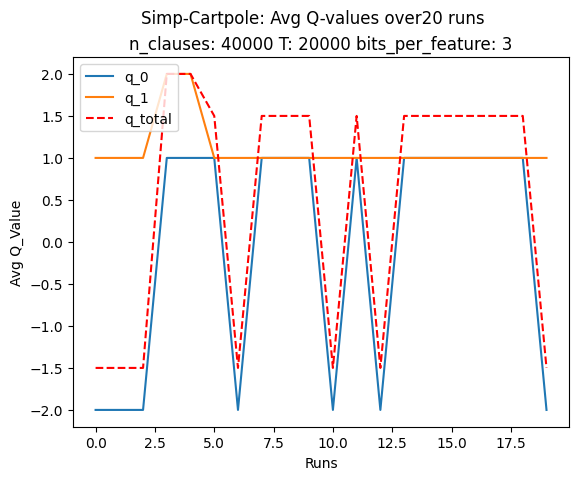 Simp-Cartpole: Avg Q-values over20 runs
n_clauses: 40000 T: 20000 bits_per_feature: 3
q_0
q_1
q_total
2.0
1.5
1.0
0.5
0.0
−0.5
−1.0
−1.5
−2.0
Avg Q_Value
0.0 2.5 5.0 7.5 10.0 12.5 15.0 17.5
Runs